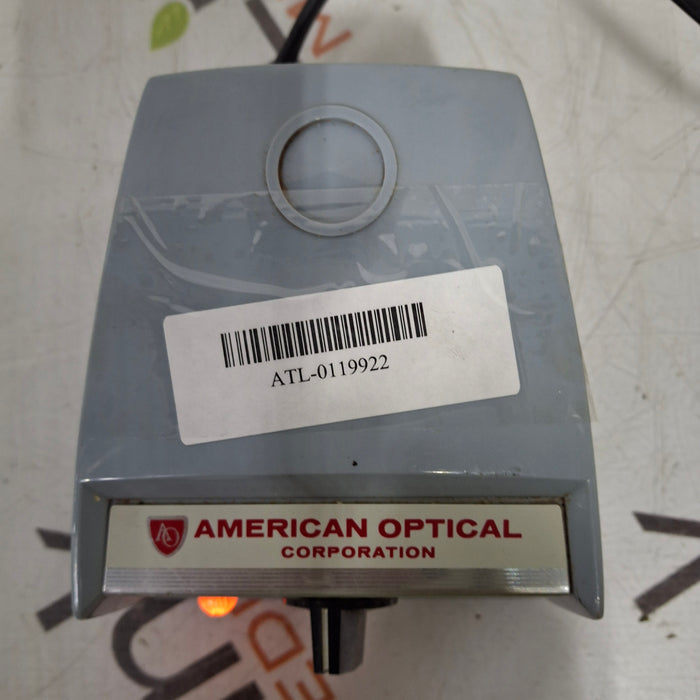 ATL-0119922
AO AMERICAN OPTICAL
CORPORATION